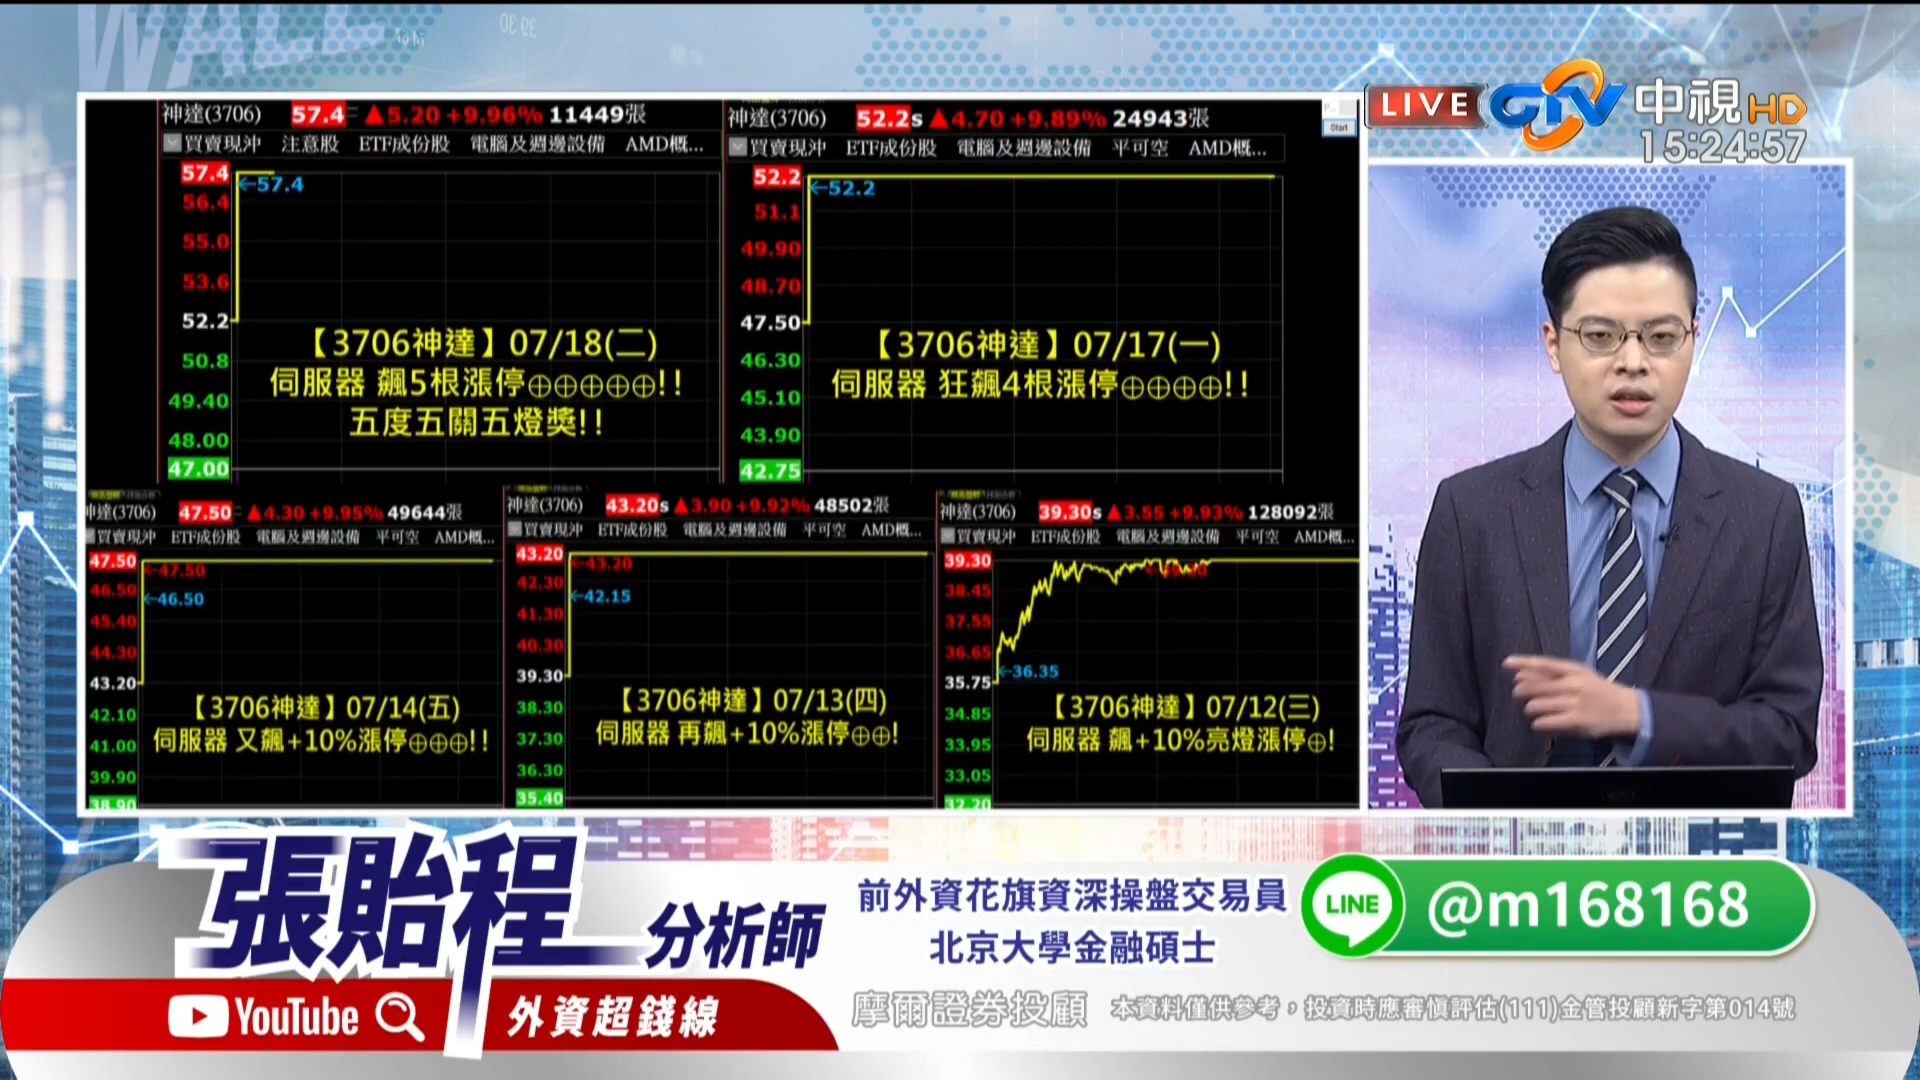 LIVE
CTV 中視 HD
15:24:57
神達(3706) 57.4 ▲5.20 +9.96% 11449張
買賣現沖 注意股 ETF成份股 電腦及週邊設備 AMD概...
57.4
←57.4
56.4
55.0
53.6
52.2
50.8
49.40
48.00
47.00
【3706神達】07/18(二)
伺服器 飆5根漲停⊕⊕⊕⊕⊕!!
五度五關五燈獎!!
神達(3706) 52.2s ▲4.70 +9.89% 24943張
買賣現沖 ETF成份股 電腦及週邊設備 平可空 AMD概...
Start
52.2
←52.2
51.1
49.90
48.70
47.50
46.30
45.10
43.90
42.75
【3706神達】07/17(一)
伺服器 狂飆4根漲停⊕⊕⊕⊕!!
神達(3706) 47.50 ▲4.30 +9.95% 49644張
買賣現沖 ETF成份股 電腦及週邊設備 平可空 AMD概...
47.50
←47.50
46.50
←46.50
45.40
44.30
43.20
42.10
41.00
39.90
38.90
【3706神達】07/14(五)
伺服器 又飆+10%漲停⊕⊕⊕!!
神達(3706) 43.20s ▲3.90 +9.92% 48502張
買賣現沖 ETF成份股 電腦及週邊設備 平可空 AMD概...
43.20
←43.20
42.30
←42.15
41.30
40.30
39.30
38.30
37.30
36.30
35.40
【3706神達】07/13(四)
伺服器 再飆+10%漲停⊕⊕!
神達(3706) 39.30s ▲3.55 +9.93% 128092張
買賣現沖 ETF成份股 電腦及週邊設備 平可空 AMD概...
39.30
←39.30
38.45
37.55
36.65
←36.35
35.75
34.85
33.95
33.05
32.20
【3706神達】07/12(三)
伺服器 飆+10%亮燈漲停⊕!
張貽程 分析師
YouTube 外資超錢線
前外資花旗資深操盤交易員
北京大學金融碩士
LINE @m168168
摩爾證券投顧 本資料僅供參考，投資時應審慎評估(111)金管投顧新字第014號